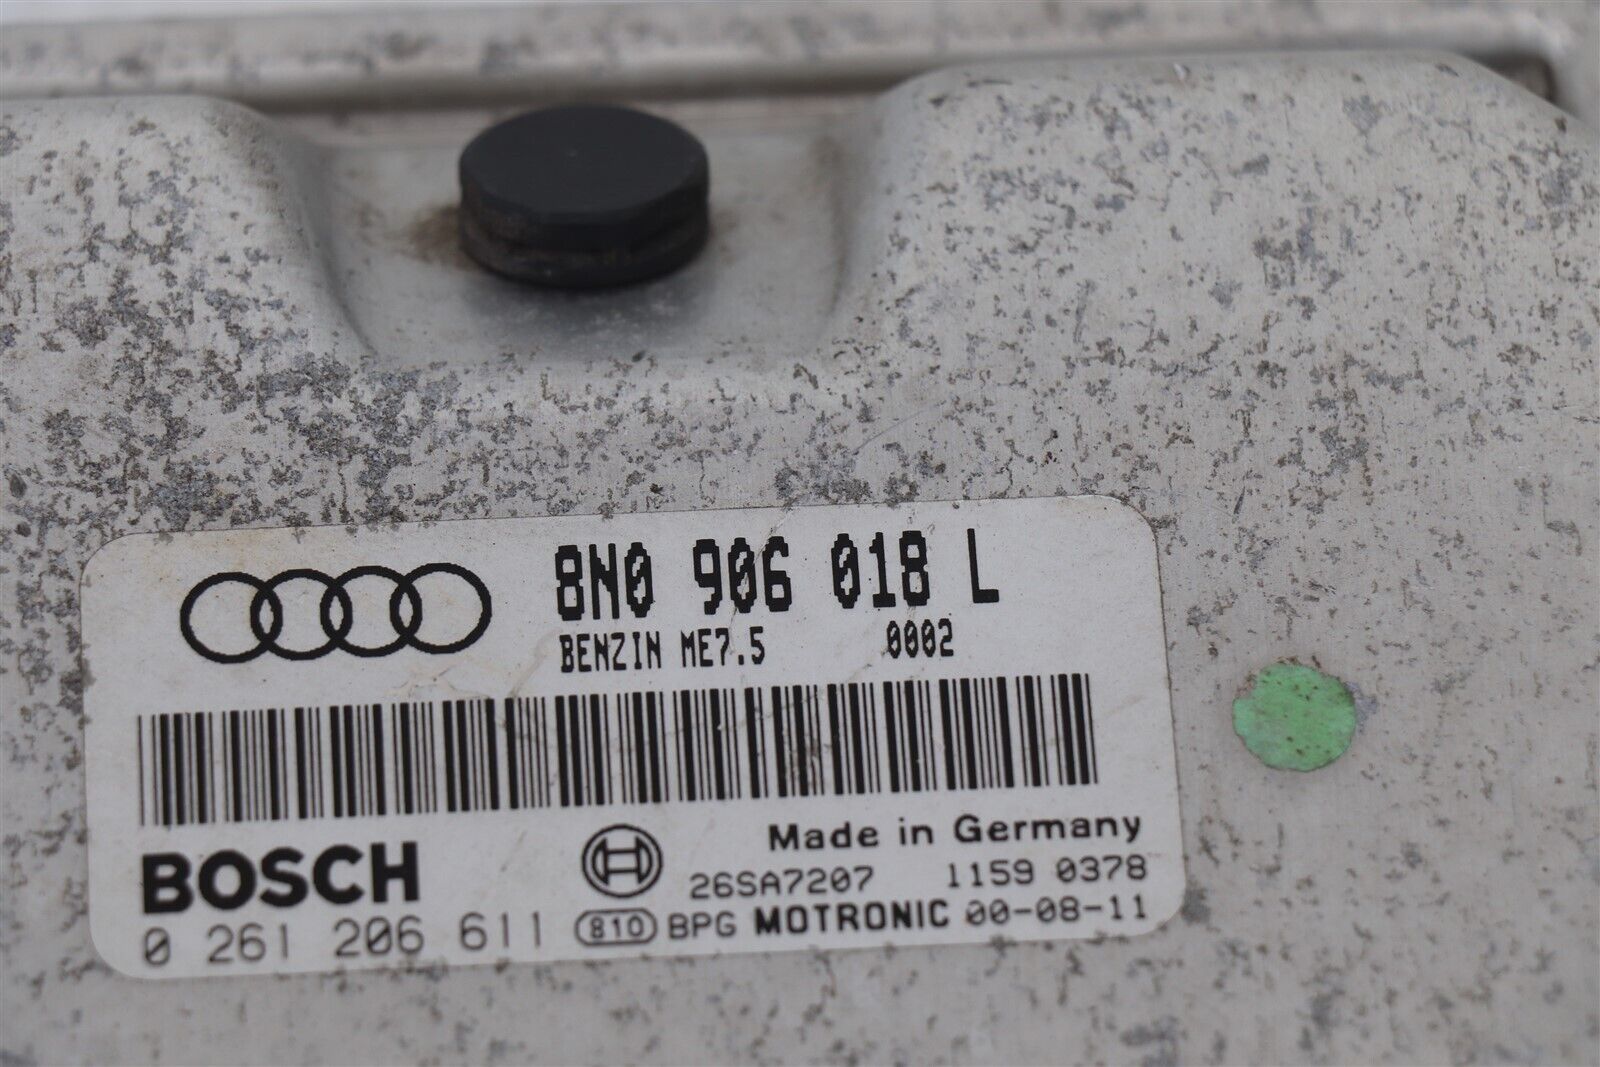 8N0 906 018 L
BENZIN ME7.5 0002
Made in Germany
BOSCH 26SA7207 1159 0378
0 261 206 611 810 BPG MOTRONIC 00-08-11